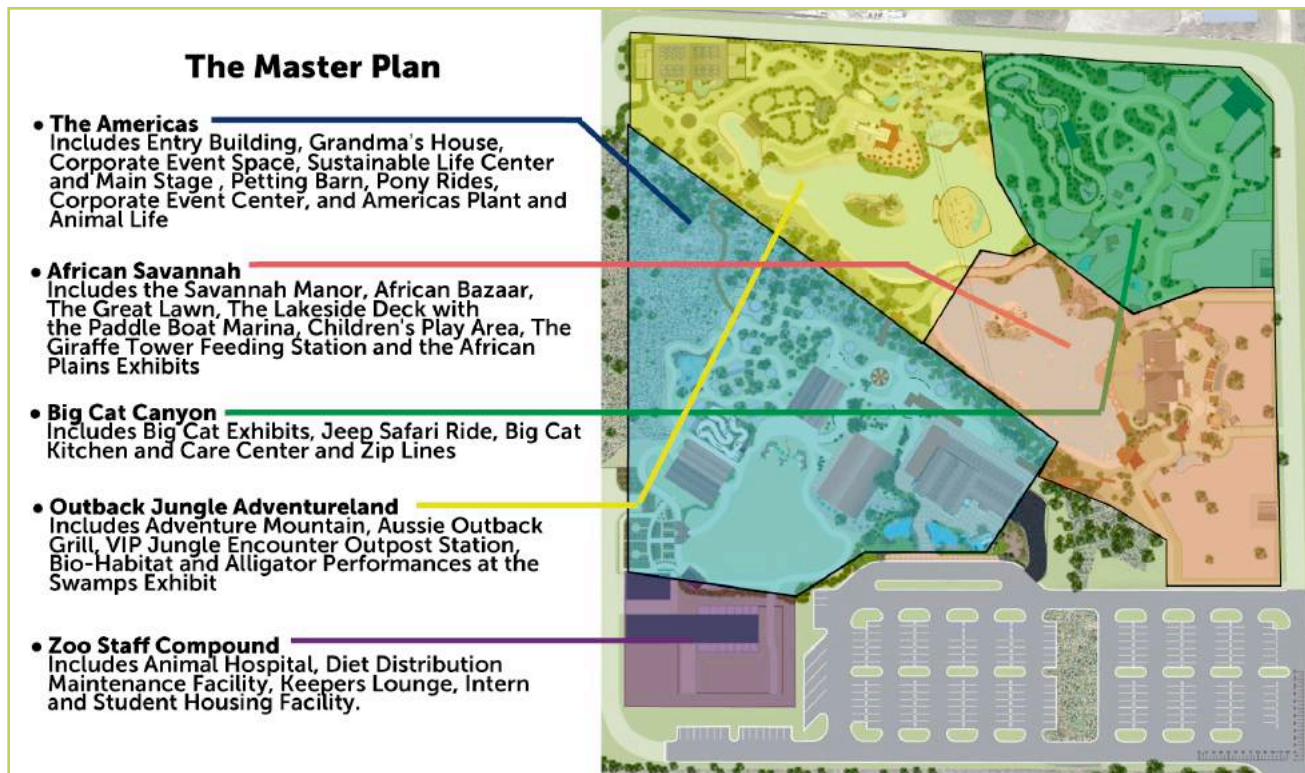 The Master Plan
• The Americas
Includes Entry Building, Grandma's House,
Corporate Event Space, Sustainable Life Center
and Main Stage , Petting Barn, Pony Rides,
Corporate Event Center, and Americas Plant and
Animal Life
• African Savannah
Includes the Savannah Manor, African Bazaar,
The Great Lawn, The Lakeside Deck with
the Paddle Boat Marina, Children's Play Area, The
Giraffe Tower Feeding Station and the African
Plains Exhibits
• Big Cat Canyon
Includes Big Cat Exhibits, Jeep Safari Ride, Big Cat
Kitchen and Care Center and Zip Lines
• Outback Jungle Adventureland
Includes Adventure Mountain, Aussie Outback
Grill, VIP Jungle Encounter Outpost Station,
Bio-Habitat and Alligator Performances at the
Swamps Exhibit
• Zoo Staff Compound
Includes Animal Hospital, Diet Distribution
Maintenance Facility, Keepers Lounge, Intern
and Student Housing Facility.